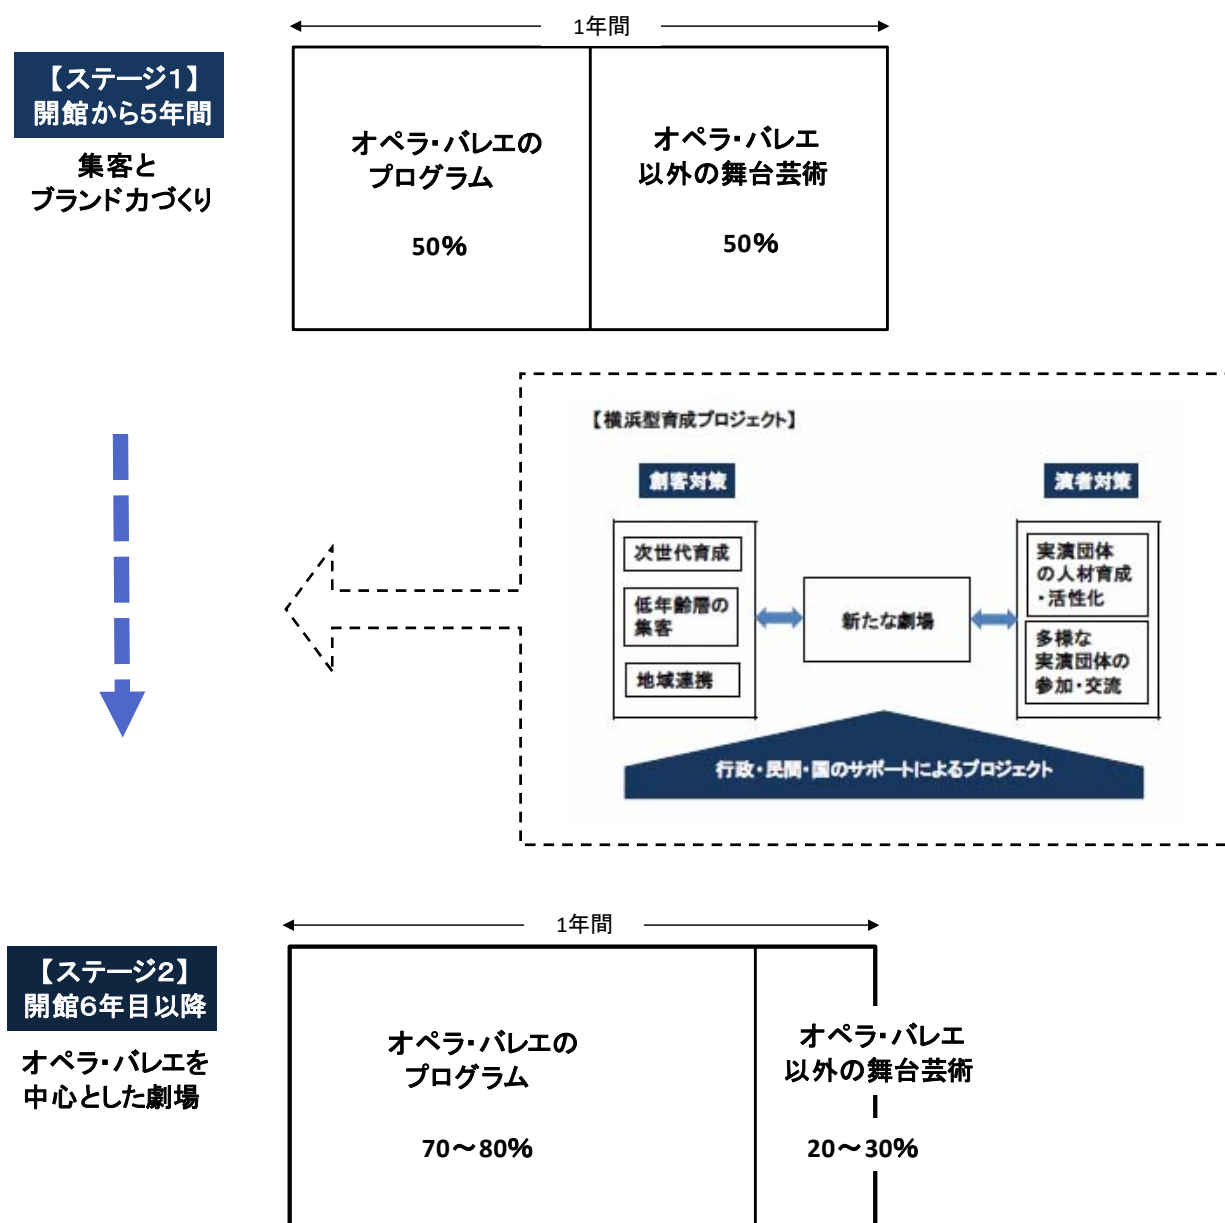 1年間
【ステージ1】
開館から5年間
集客と
ブランド力づくり
オペラ・バレエの
プログラム
50%
オペラ・バレエ
以外の舞台芸術
50%
【横浜型育成プロジェクト】
創客対策
次世代育成
低年齢層の
集客
地域連携
新たな劇場
演者対策
実演団体
の人材育成
・活性化
多様な
実演団体の
参加・交流
行政・民間・国のサポートによるプロジェクト
1年間
【ステージ2】
開館6年目以降
オペラ・バレエを
中心とした劇場
オペラ・バレエの
プログラム
70～80%
オペラ・バレエ
以外の舞台芸術
20～30%